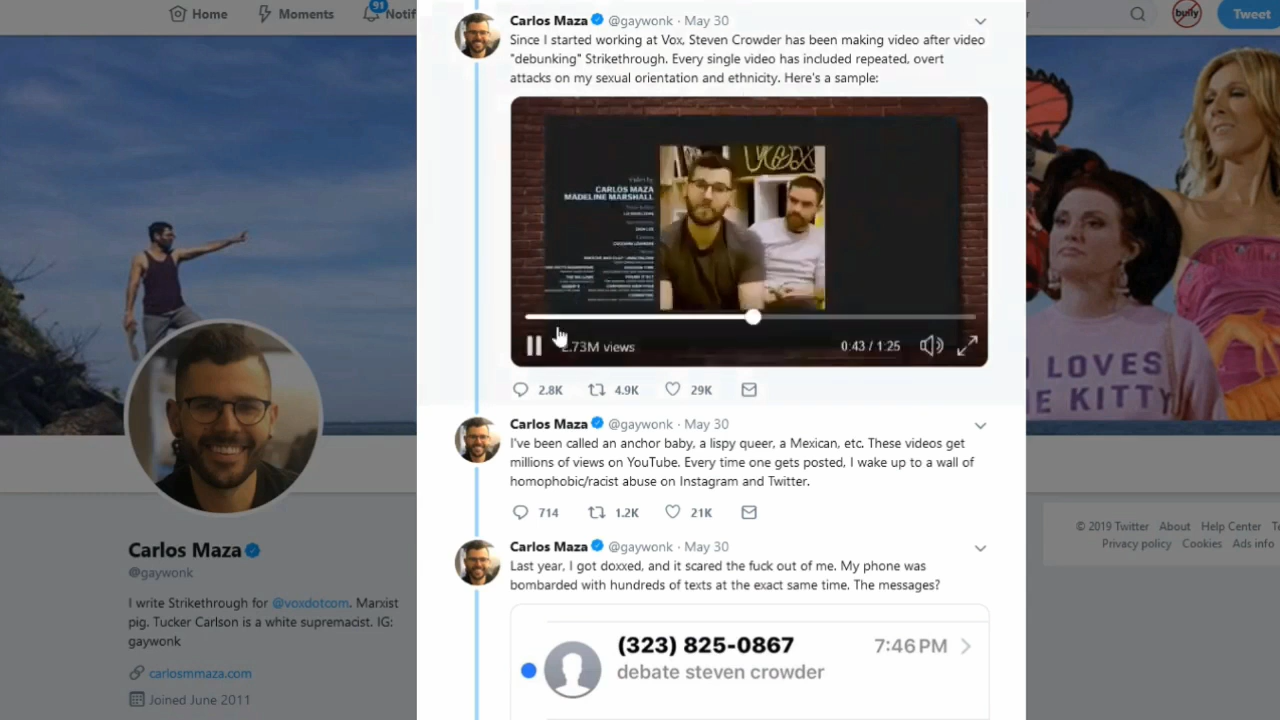 Home
Moments
91
Notif
bully
Tweet
Carlos Maza @gaywonk · May 30
Since I started working at Vox, Steven Crowder has been making video after video
"debunking" Strikethrough. Every single video has included repeated, overt
attacks on my sexual orientation and ethnicity. Here's a sample:
CARLOS MAZA
MADELINE MARSHALL
Vox
.73M views
0:43 / 1:25
2.8K 4.9K 29K
Carlos Maza @gaywonk · May 30
I've been called an anchor baby, a lispy queer, a Mexican, etc. These videos get
millions of views on YouTube. Every time one gets posted, I wake up to a wall of
homophobic/racist abuse on Instagram and Twitter.
714 1.2K 21K
Carlos Maza @gaywonk · May 30
Last year, I got doxxed, and it scared the fuck out of me. My phone was
bombarded with hundreds of texts at the exact same time. The messages?
(323) 825-0867 7:46 PM
debate steven crowder
Carlos Maza
@gaywonk
I write Strikethrough for @voxdotcom. Marxist
pig. Tucker Carlson is a white supremacist. IG:
gaywonk
carlosmmaza.com
Joined June 2011
LOVES
E KITTY
© 2019 Twitter About Help Center Te
Privacy policy Cookies Ads info